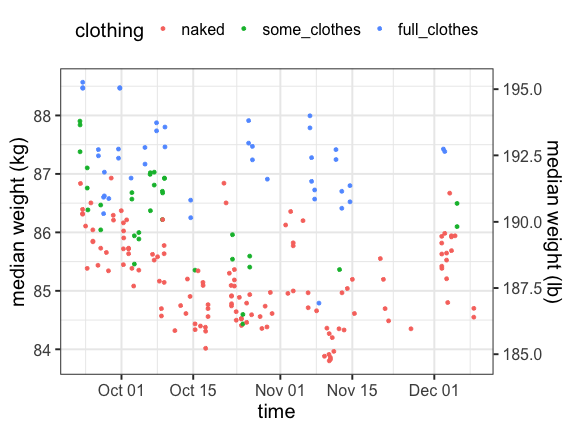 clothing naked some_clothes full_clothes
median weight (kg)
88
87
86
85
84
195.0
192.5
190.0
187.5
185.0
median weight (lb)
Oct 01 Oct 15 Nov 01 Nov 15 Dec 01
time